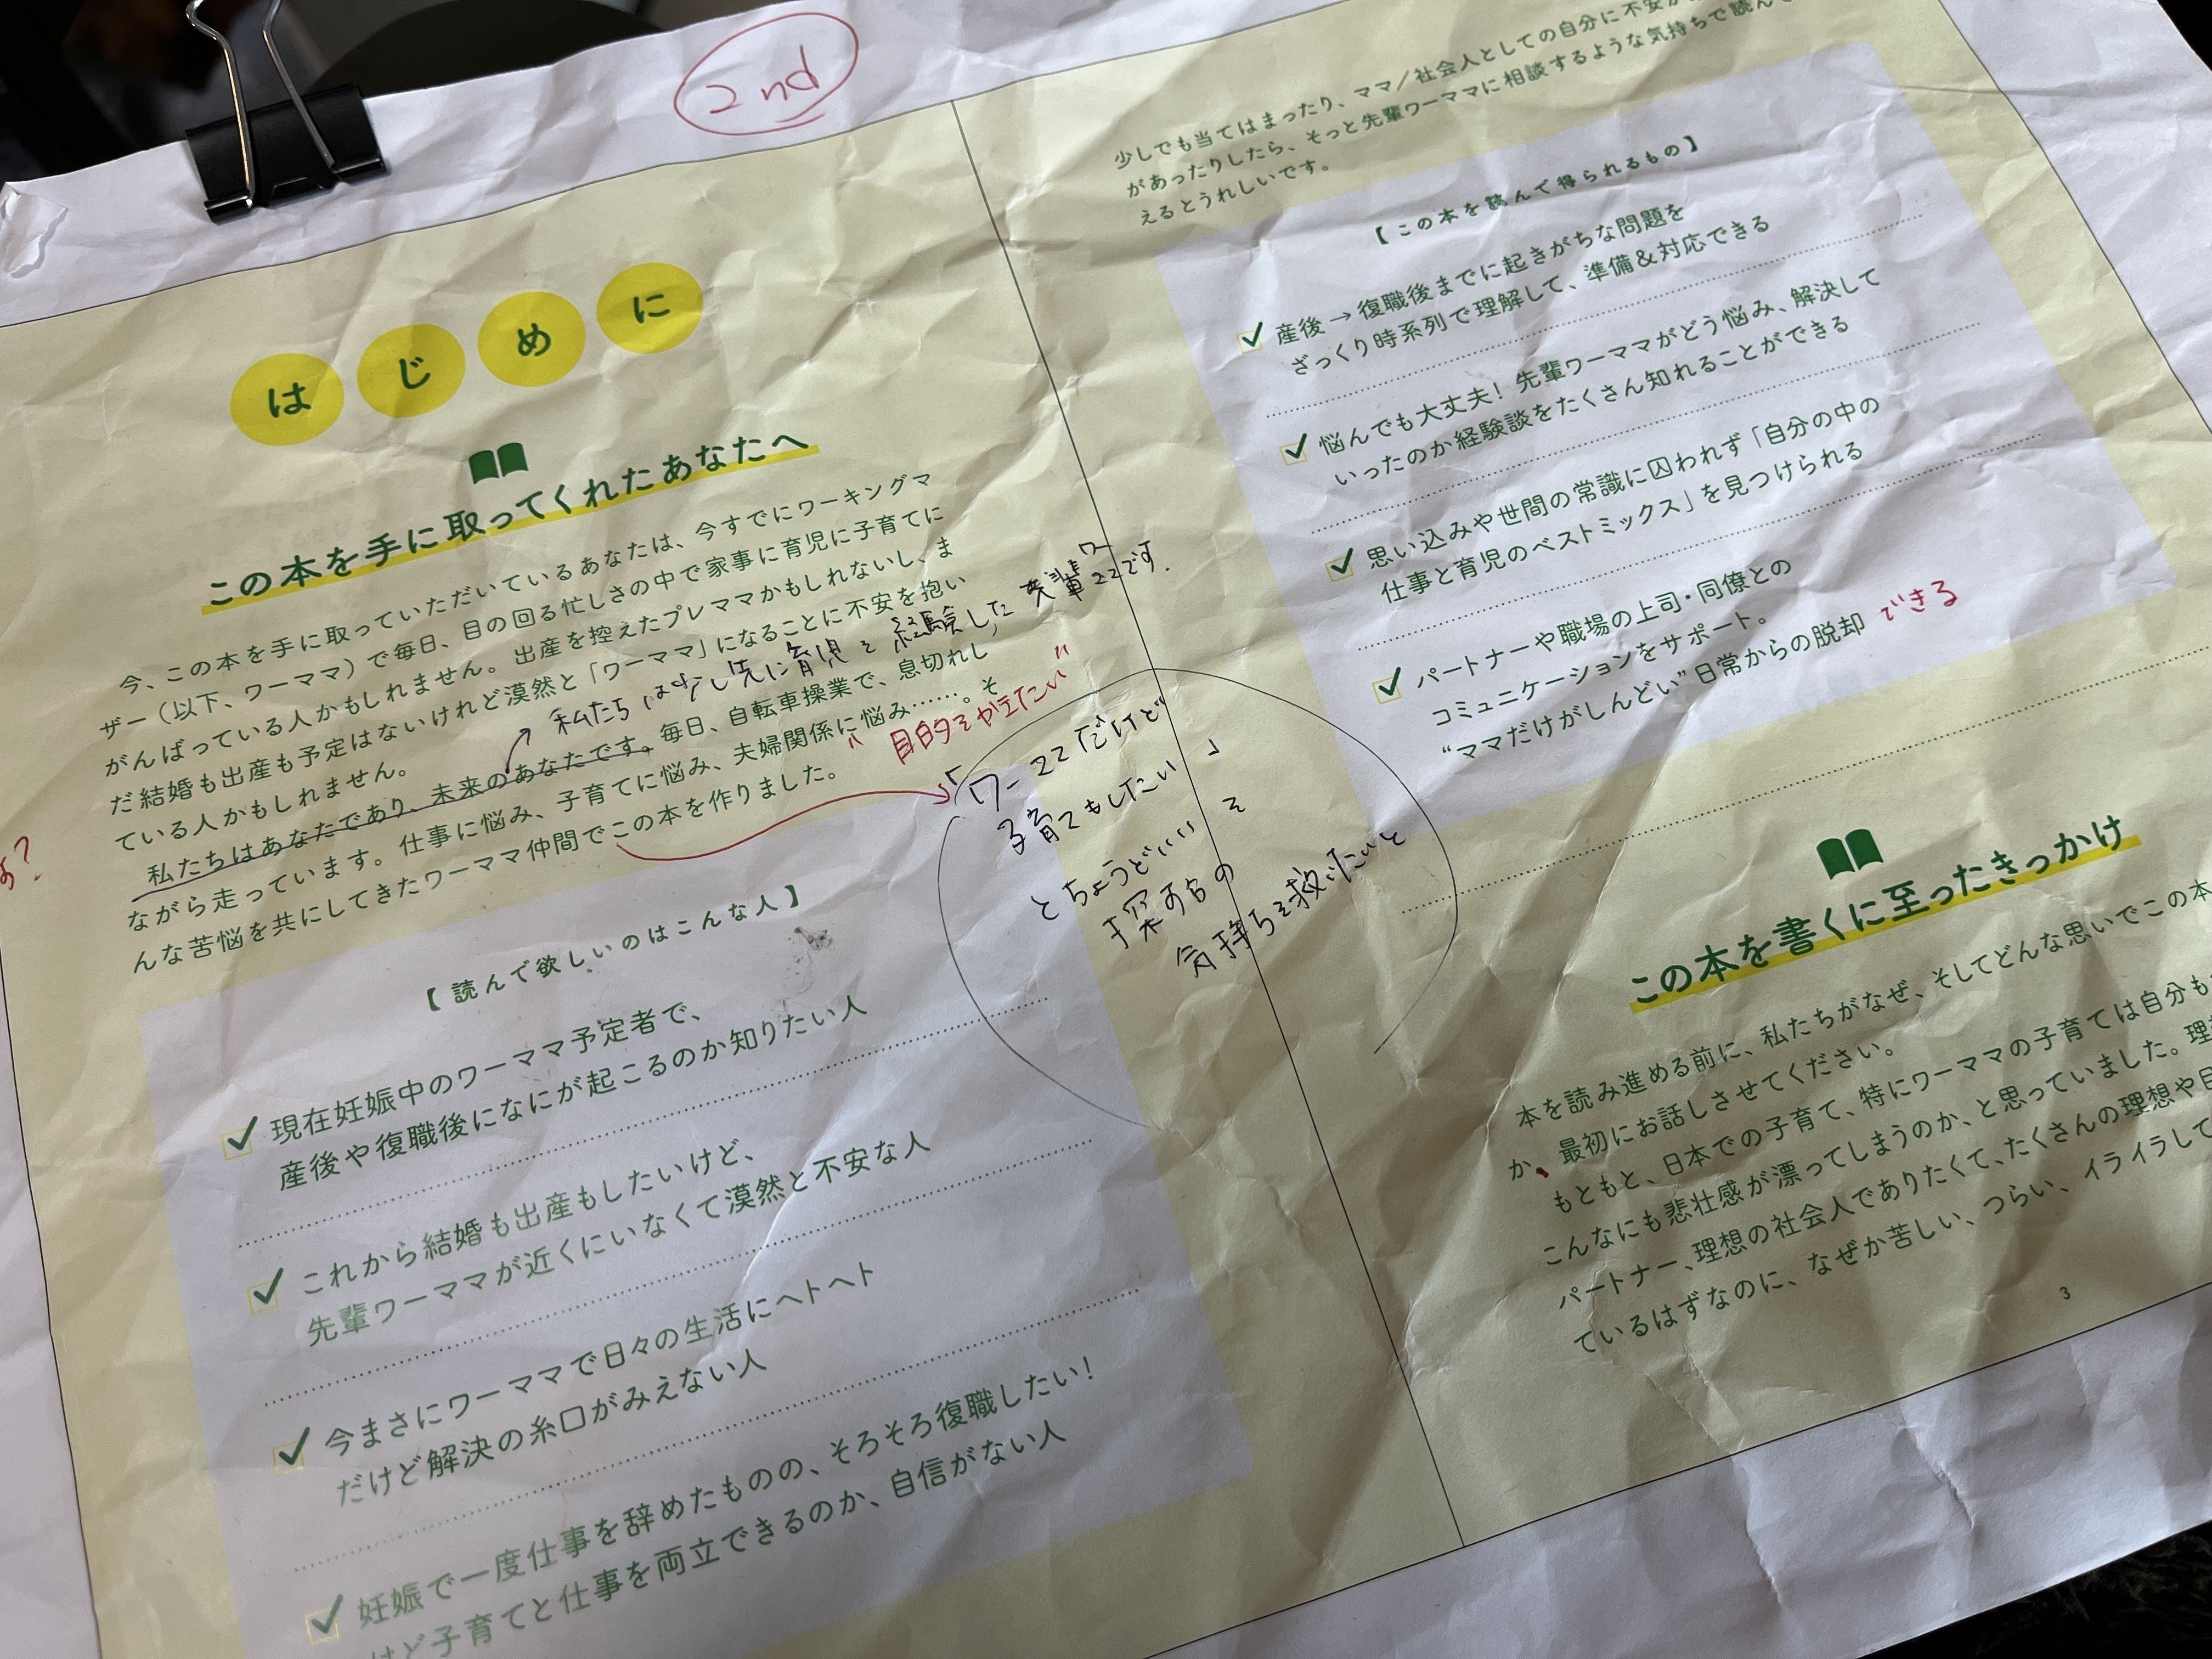 2nd
はじめに
この本を手に取ってくれたあなたへ
今、この本を手に取っていただいているあなたは、今すでにワーキングマ
ザー（以下、ワーママ）で毎日、目の回る忙しさの中で家事に育児に子育てに
がんばっている人かもしれません。出産を控えたプレママかもしれないし、ま
だ結婚も出産も予定はないけれど漠然と「ワーママ」になることに不安を抱い
ている人かもしれません。
私たちは少し先に育児を経験した先輩ワーママです。
私たちはあなたであり、未来のあなたです。毎日、自転車操業で、息切れし
ながら走っています。仕事に悩み、子育てに悩み、夫婦関係に悩み……。そ
んな苦悩を共にしてきたワーママ仲間でこの本を作りました。
"目的を加えたい"
「ワーママだけど
子育てもしたい」
とちょうどいいを
探すらの
気持ちを救いたいと
【読んで欲しいのはこんな人】
現在妊娠中のワーママ予定者で、
産後や復職後になにが起こるのか知りたい人
これから結婚も出産もしたいけど、
先輩ワーママが近くにいなくて漠然と不安な人
今まさにワーママで日々の生活にヘトヘト
だけど解決の糸口がみえない人
妊娠で一度仕事を辞めたものの、そろそろ復職したい！
けど子育てと仕事を両立できるのか、自信がない人
少しでも当てはまったり、ママ／社会人としての自分に不安が
があったりしたら、そっと先輩ワーママに相談するような気持ちで読んで
えるとうれしいです。
【この本を読んで得られるもの】
産後→復職後までに起きがちな問題を
ざっくり時系列で理解して、準備＆対応できる
悩んでも大丈夫！先輩ワーママがどう悩み、解決して
いったのか経験談をたくさん知れることができる
思い込みや世間の常識に囚われず「自分の中の
仕事と育児のベストミックス」を見つけられる
パートナーや職場の上司・同僚との
コミュニケーションをサポート。
“ママだけがしんどい”日常からの脱却 できる
この本を書くに至ったきっかけ
本を読み進める前に、私たちがなぜ、そしてどんな思いでこの本
か、最初にお話しさせてください。
もともと、日本での子育て、特にワーママの子育ては自分も
こんなにも悲壮感が漂ってしまうのか、と思っていました。理
パートナー、理想の社会人でありたくて、たくさんの理想や目
ているはずなのに、なぜか苦しい、つらい、イライラして
3